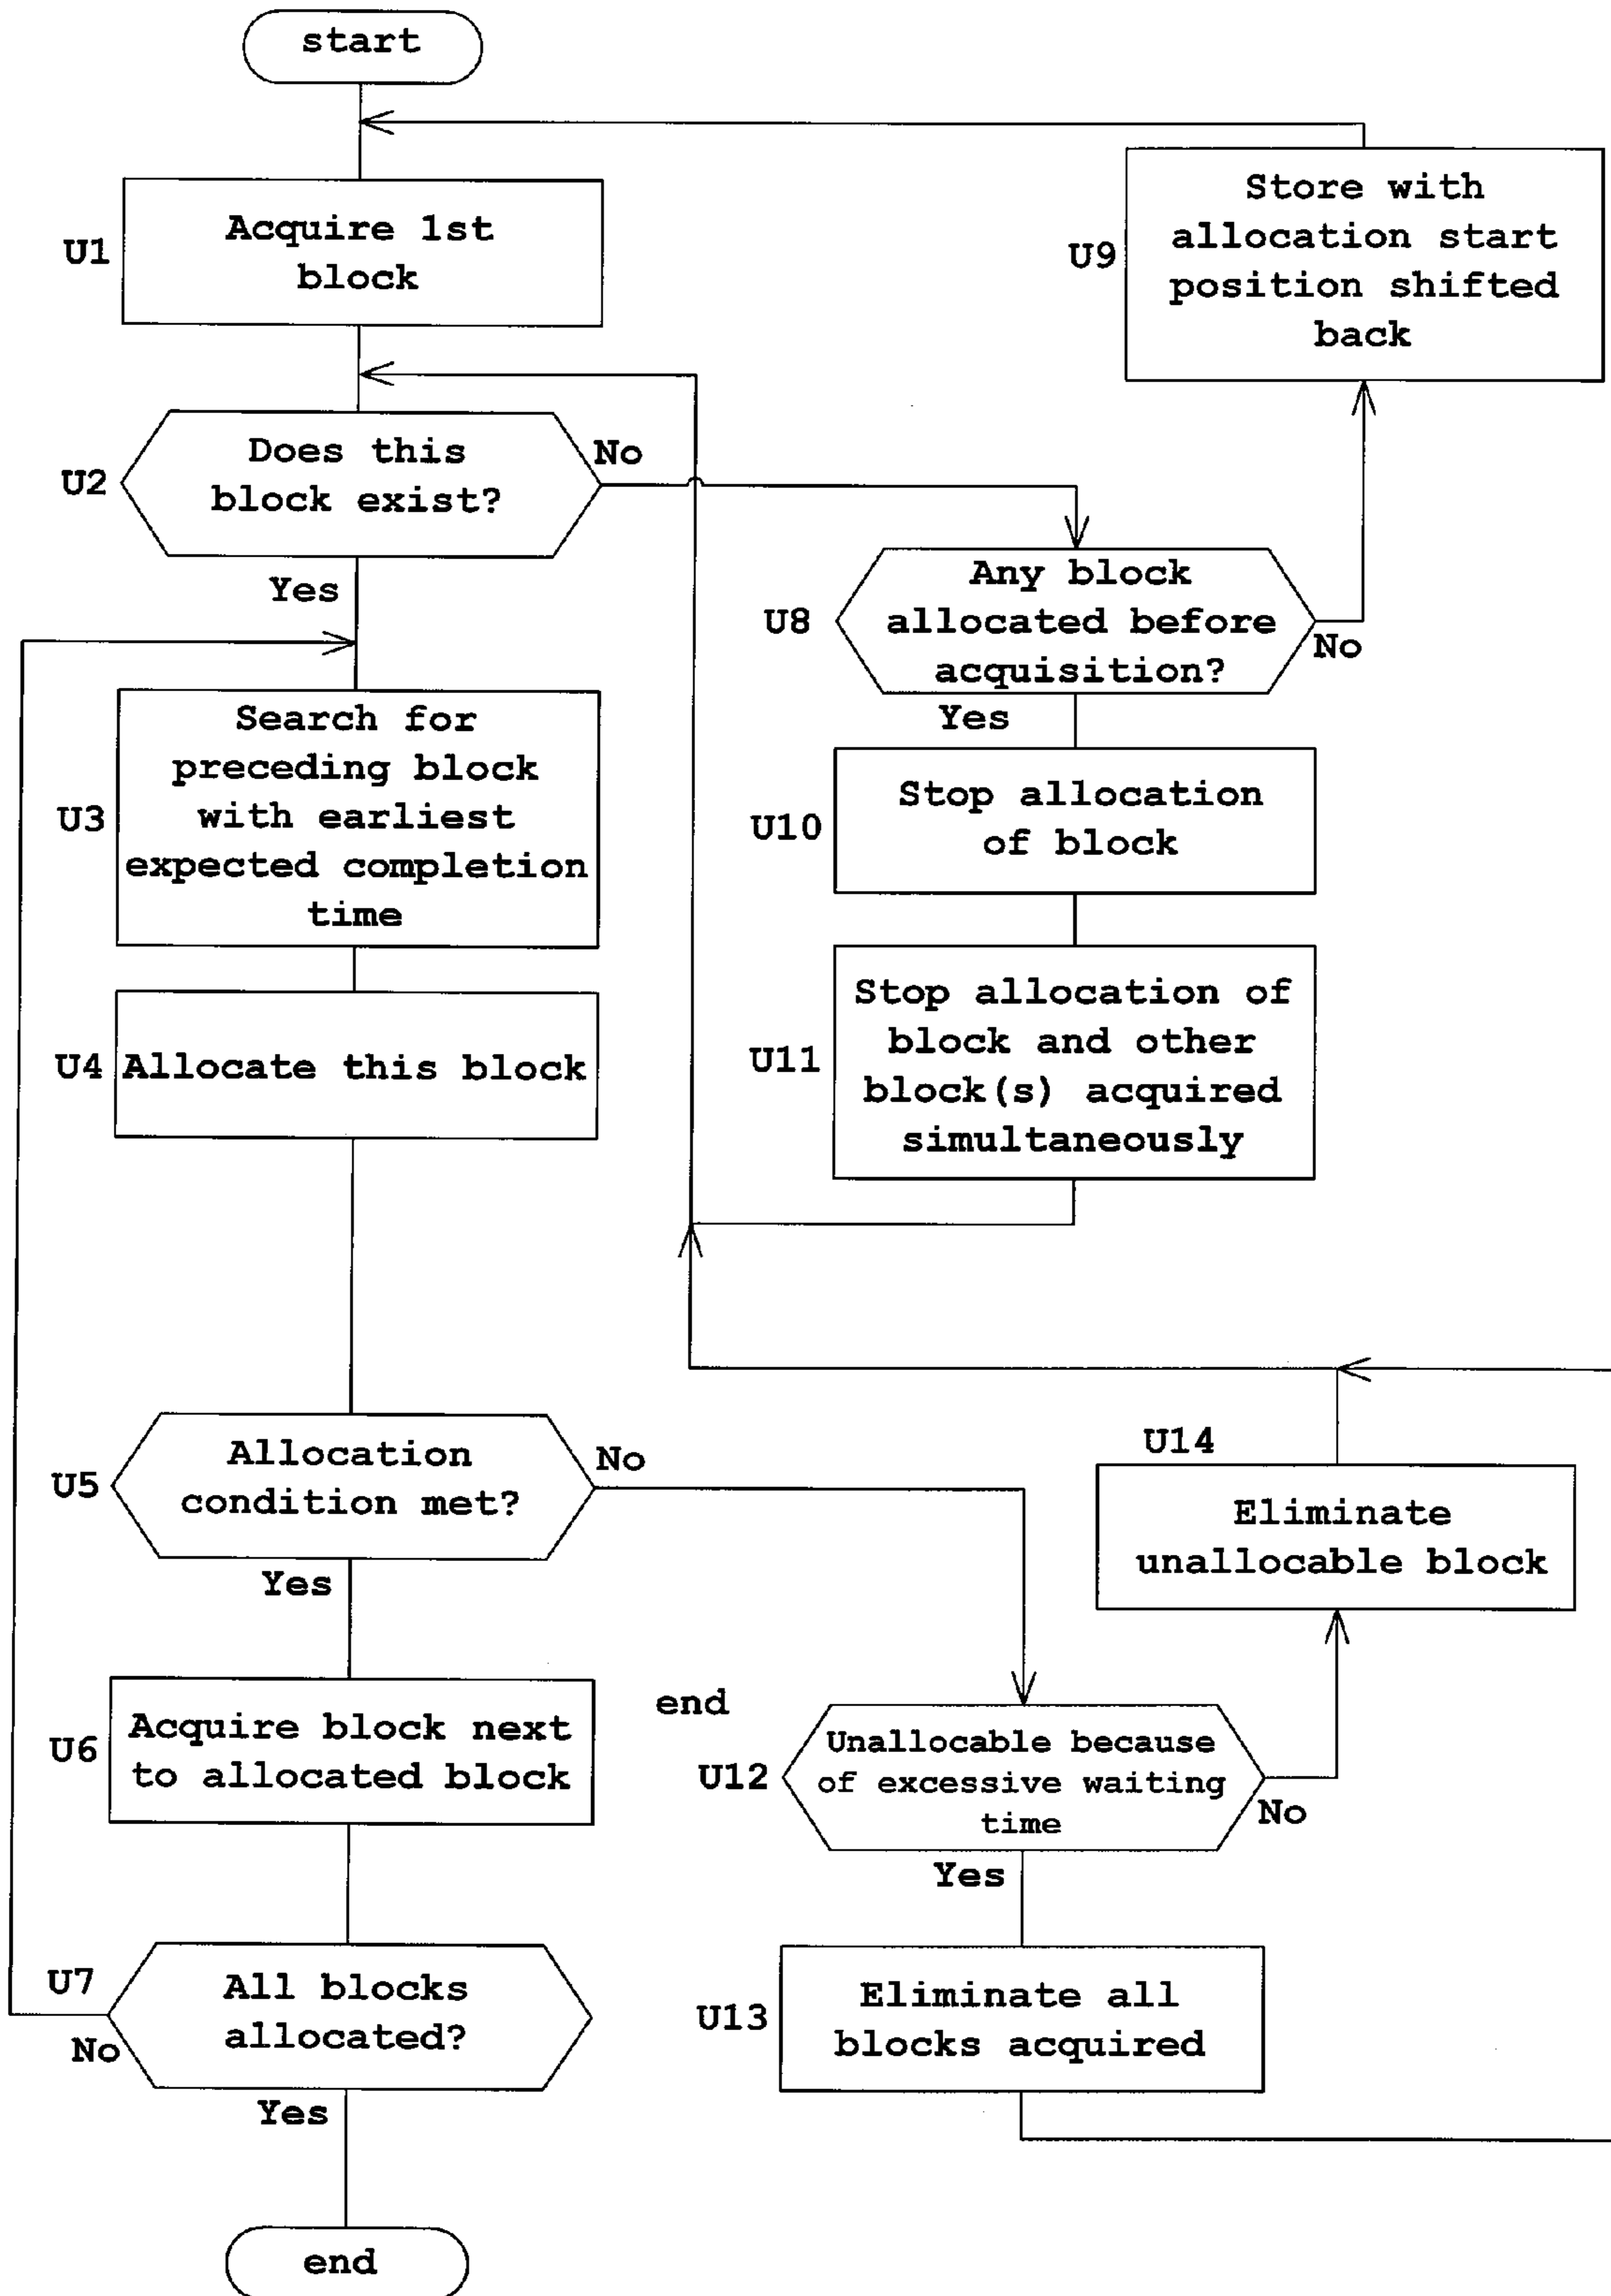 start
U1
Acquire 1st
block
U2
Does this
block exist?
No
Yes
U3
Search for
preceding block
with earliest
expected completion
time
U4
Allocate this block
U5
Allocation
condition met?
No
Yes
U6
Acquire block next
to allocated block
U7
All blocks
allocated?
No
Yes
end
U9
Store with
allocation start
position shifted
back
U8
Any block
allocated before
acquisition?
No
Yes
U10
Stop allocation
of block
U11
Stop allocation of
block and other
block(s) acquired
simultaneously
U14
Eliminate
unallocable block
end
U12
Unallocable because
of excessive waiting
time
No
Yes
U13
Eliminate all
blocks acquired